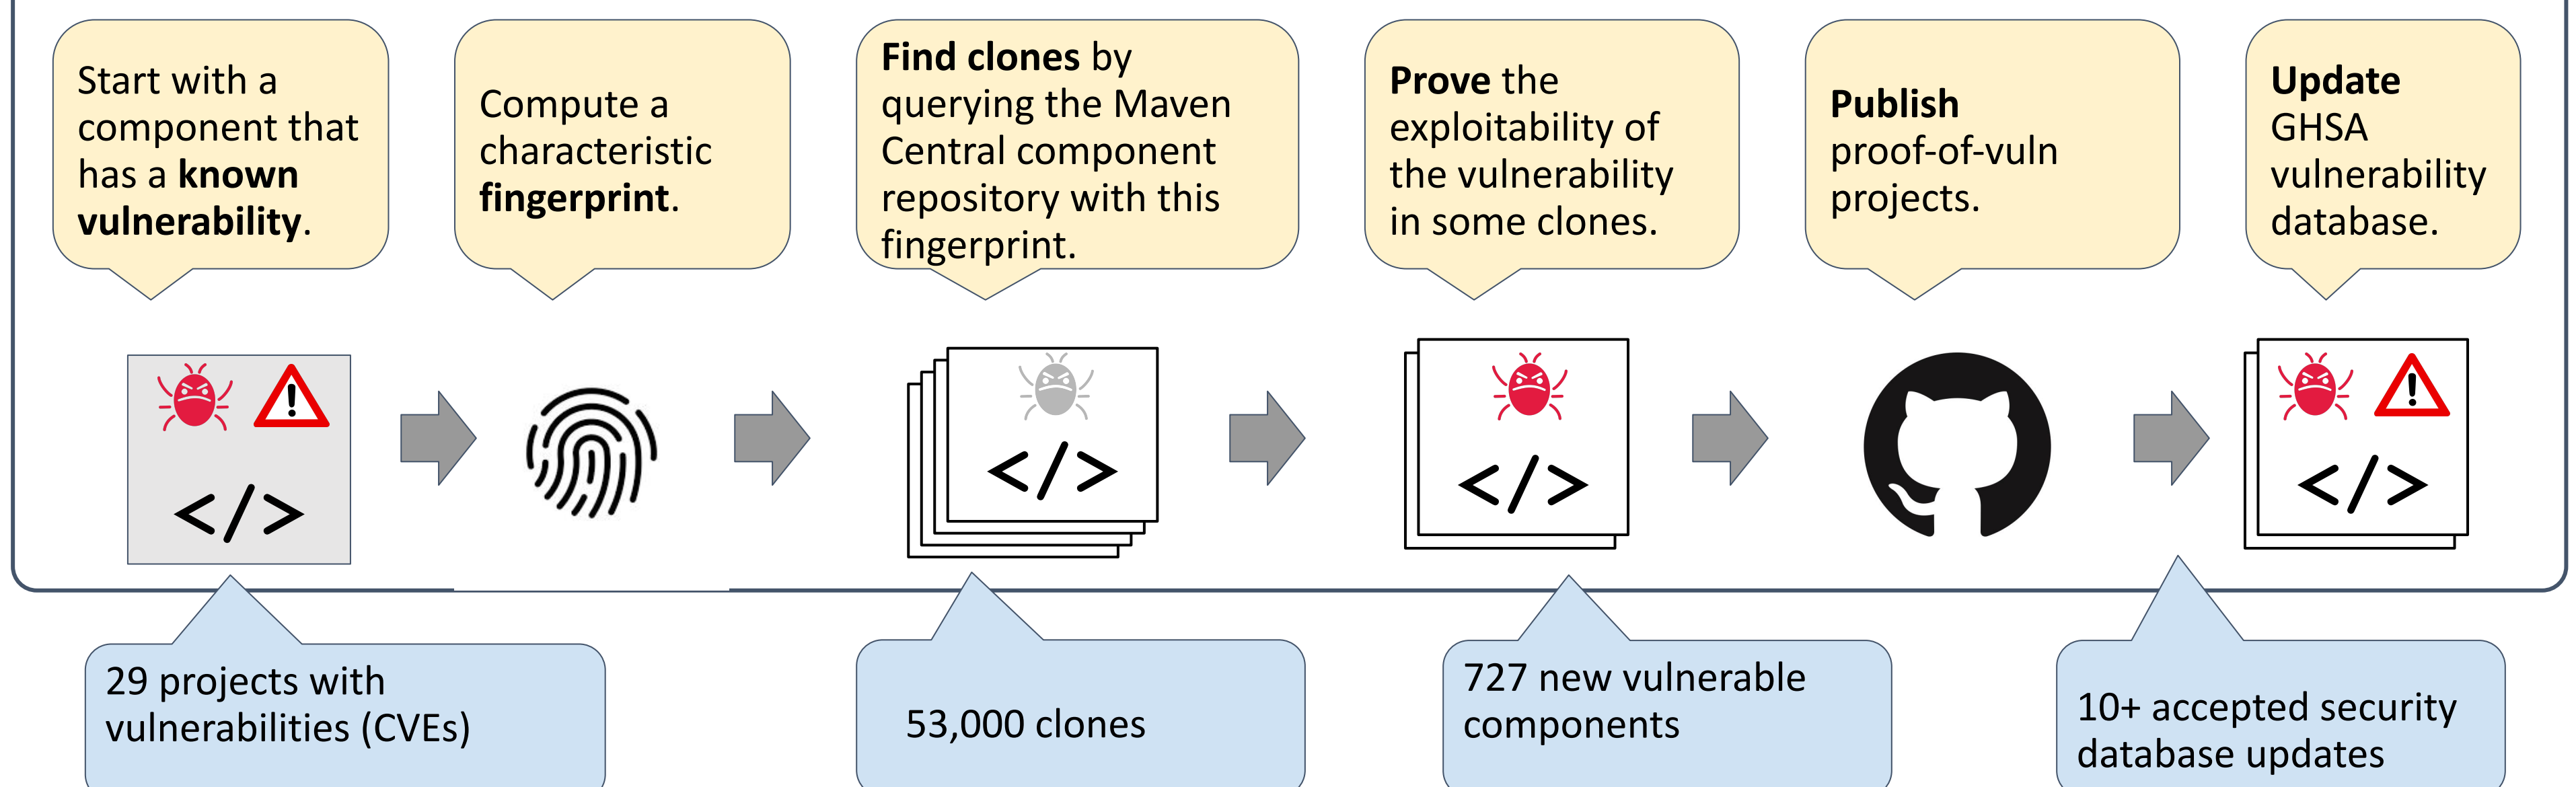 Start with a
component that
has a known
vulnerability.
Compute a
characteristic
fingerprint.
Find clones by
querying the Maven
Central component
repository with this
fingerprint.
Prove the
exploitability of
the vulnerability
in some clones.
Publish
proof-of-vuln
projects.
Update
GHSA
vulnerability
database.
</>
</>
</>
</>
29 projects with
vulnerabilities (CVEs)
53,000 clones
727 new vulnerable
components
10+ accepted security
database updates